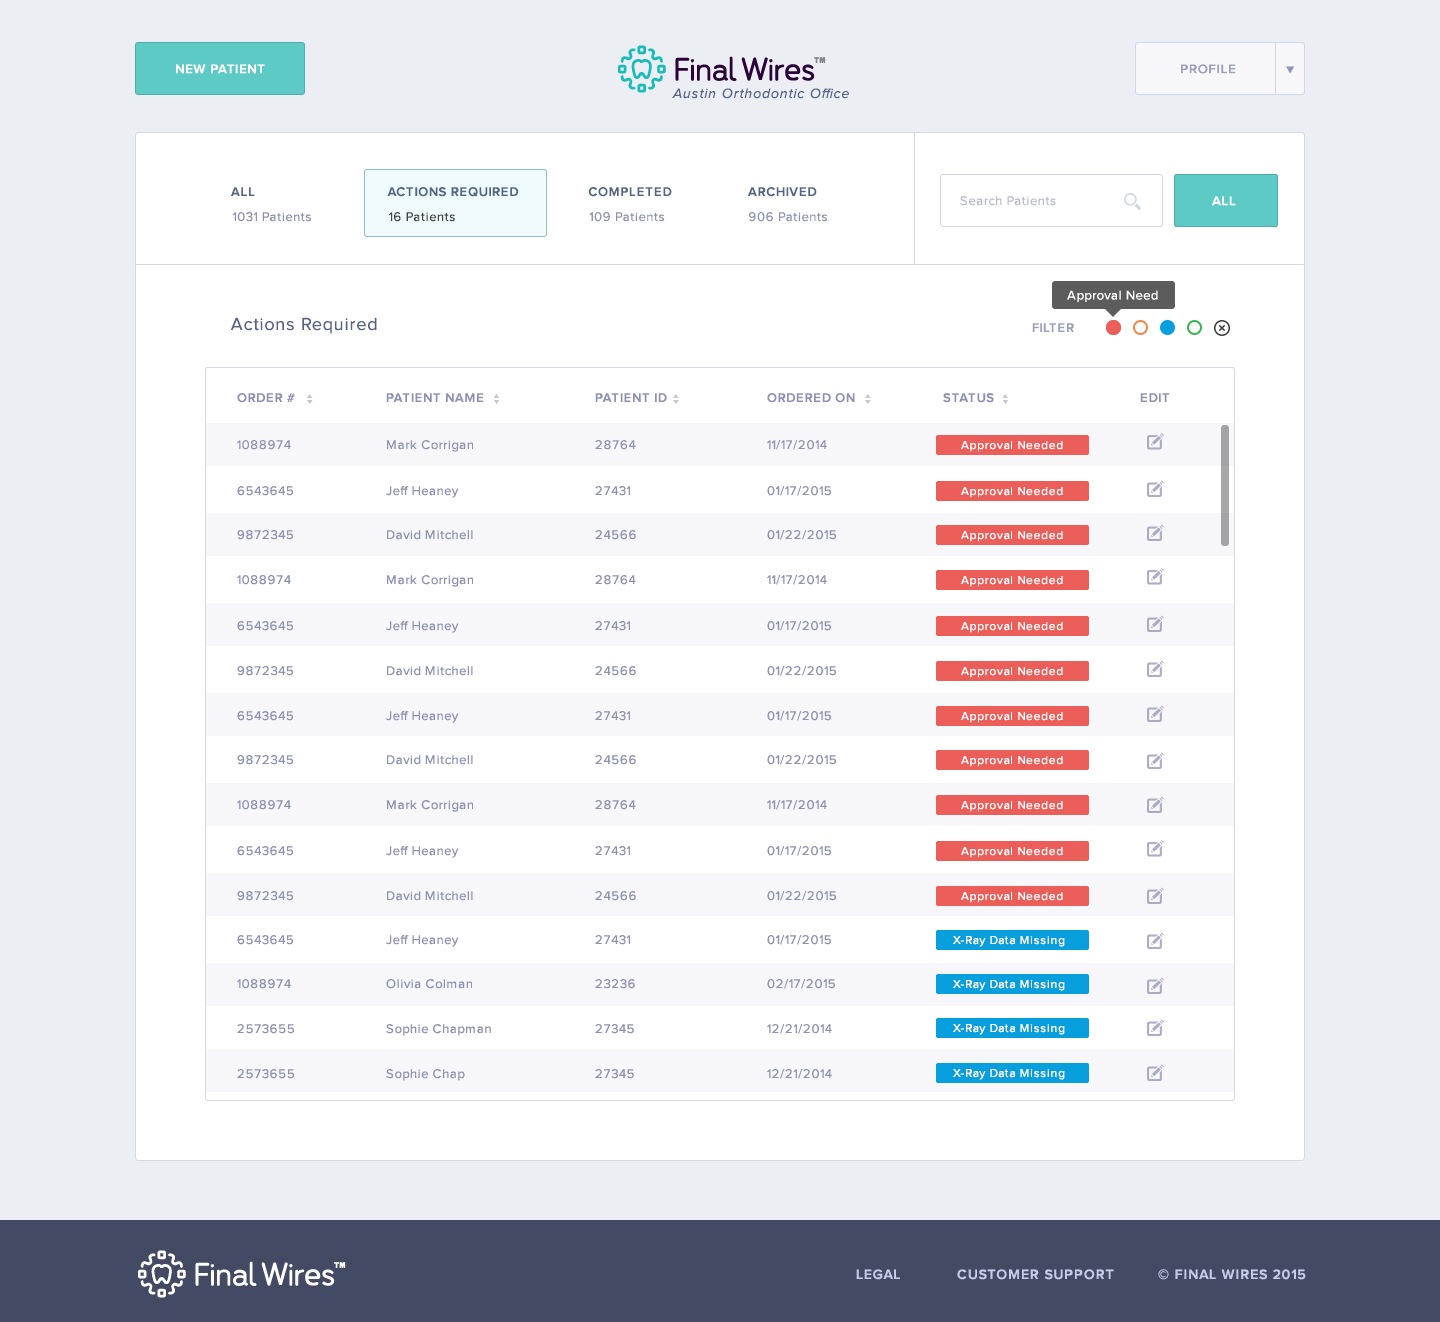 NEW PATIENT
Final Wires™
Austin Orthodontic Office
PROFILE
ALL
1031 Patients
ACTIONS REQUIRED
16 Patients
COMPLETED
109 Patients
ARCHIVED
906 Patients
Search Patients
ALL
Approval Need
Actions Required
FILTER
ORDER # PATIENT NAME PATIENT ID ORDERED ON STATUS EDIT
1088974 Mark Corrigan 28764 11/17/2014 Approval Needed
6543645 Jeff Heaney 27431 01/17/2015 Approval Needed
9872345 David Mitchell 24566 01/22/2015 Approval Needed
1088974 Mark Corrigan 28764 11/17/2014 Approval Needed
6543645 Jeff Heaney 27431 01/17/2015 Approval Needed
9872345 David Mitchell 24566 01/22/2015 Approval Needed
6543645 Jeff Heaney 27431 01/17/2015 Approval Needed
9872345 David Mitchell 24566 01/22/2015 Approval Needed
1088974 Mark Corrigan 28764 11/17/2014 Approval Needed
6543645 Jeff Heaney 27431 01/17/2015 Approval Needed
9872345 David Mitchell 24566 01/22/2015 Approval Needed
6543645 Jeff Heaney 27431 01/17/2015 X-Ray Data Missing
1088974 Olivia Colman 23236 02/17/2015 X-Ray Data Missing
2573655 Sophie Chapman 27345 12/21/2014 X-Ray Data Missing
2573655 Sophie Chap 27345 12/21/2014 X-Ray Data Missing
Final Wires™
LEGAL CUSTOMER SUPPORT © FINAL WIRES 2015